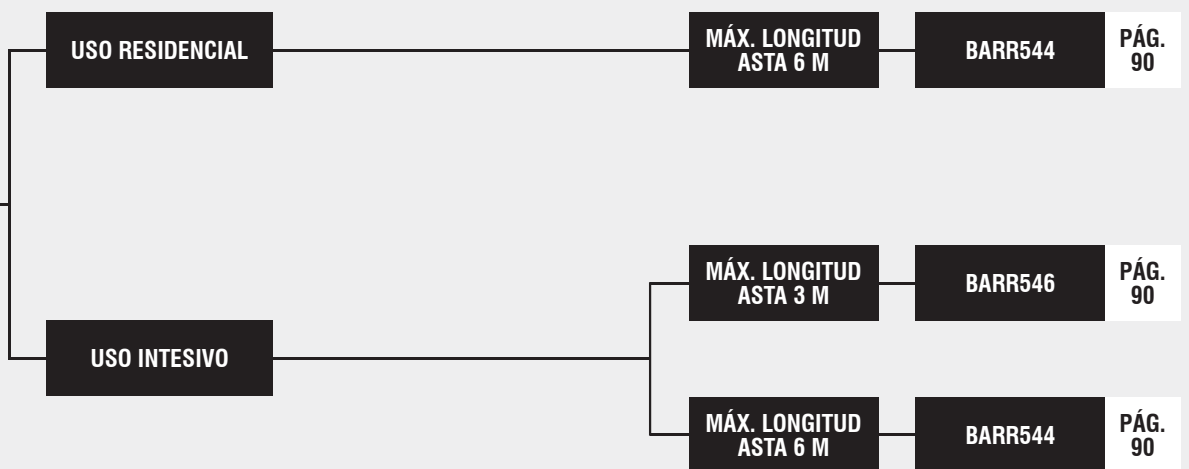 USO RESIDENCIAL
MÁX. LONGITUD
ASTA 6 M
BARR544
PÁG.
90
MÁX. LONGITUD
ASTA 3 M
BARR546
PÁG.
90
USO INTESIVO
MÁX. LONGITUD
ASTA 6 M
BARR544
PÁG.
90